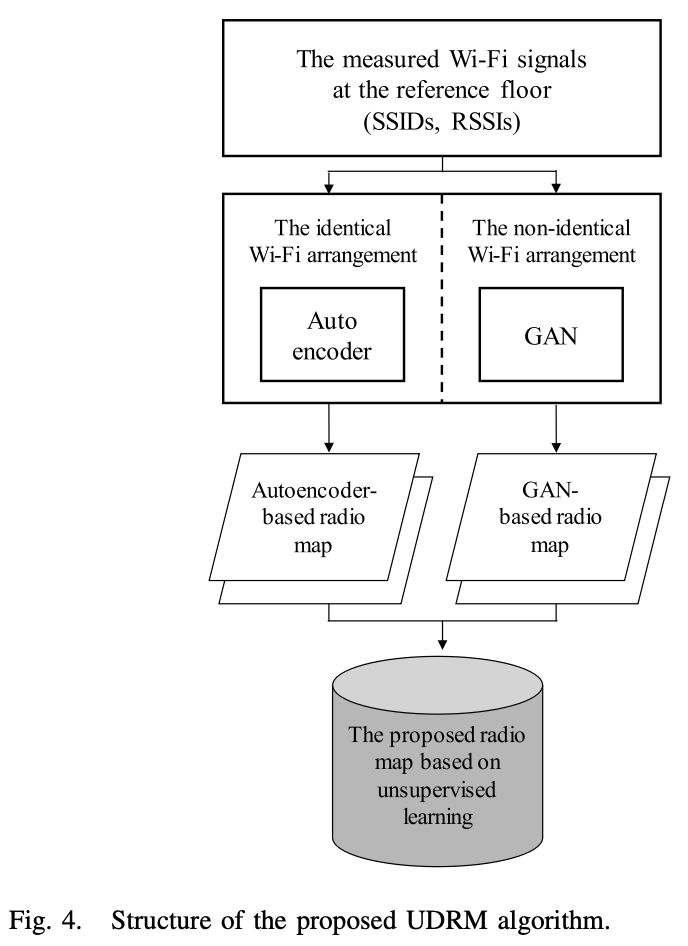 The measured Wi-Fi signals
at the reference floor
(SSIDs, RSSIs)
The identical
Wi-Fi arrangement
Auto
encoder
The non-identical
Wi-Fi arrangement
GAN
Autoencoder-
based radio
map
GAN-
based radio
map
The proposed radio
map based on
unsupervised
learning
Fig. 4. Structure of the proposed UDRM algorithm.